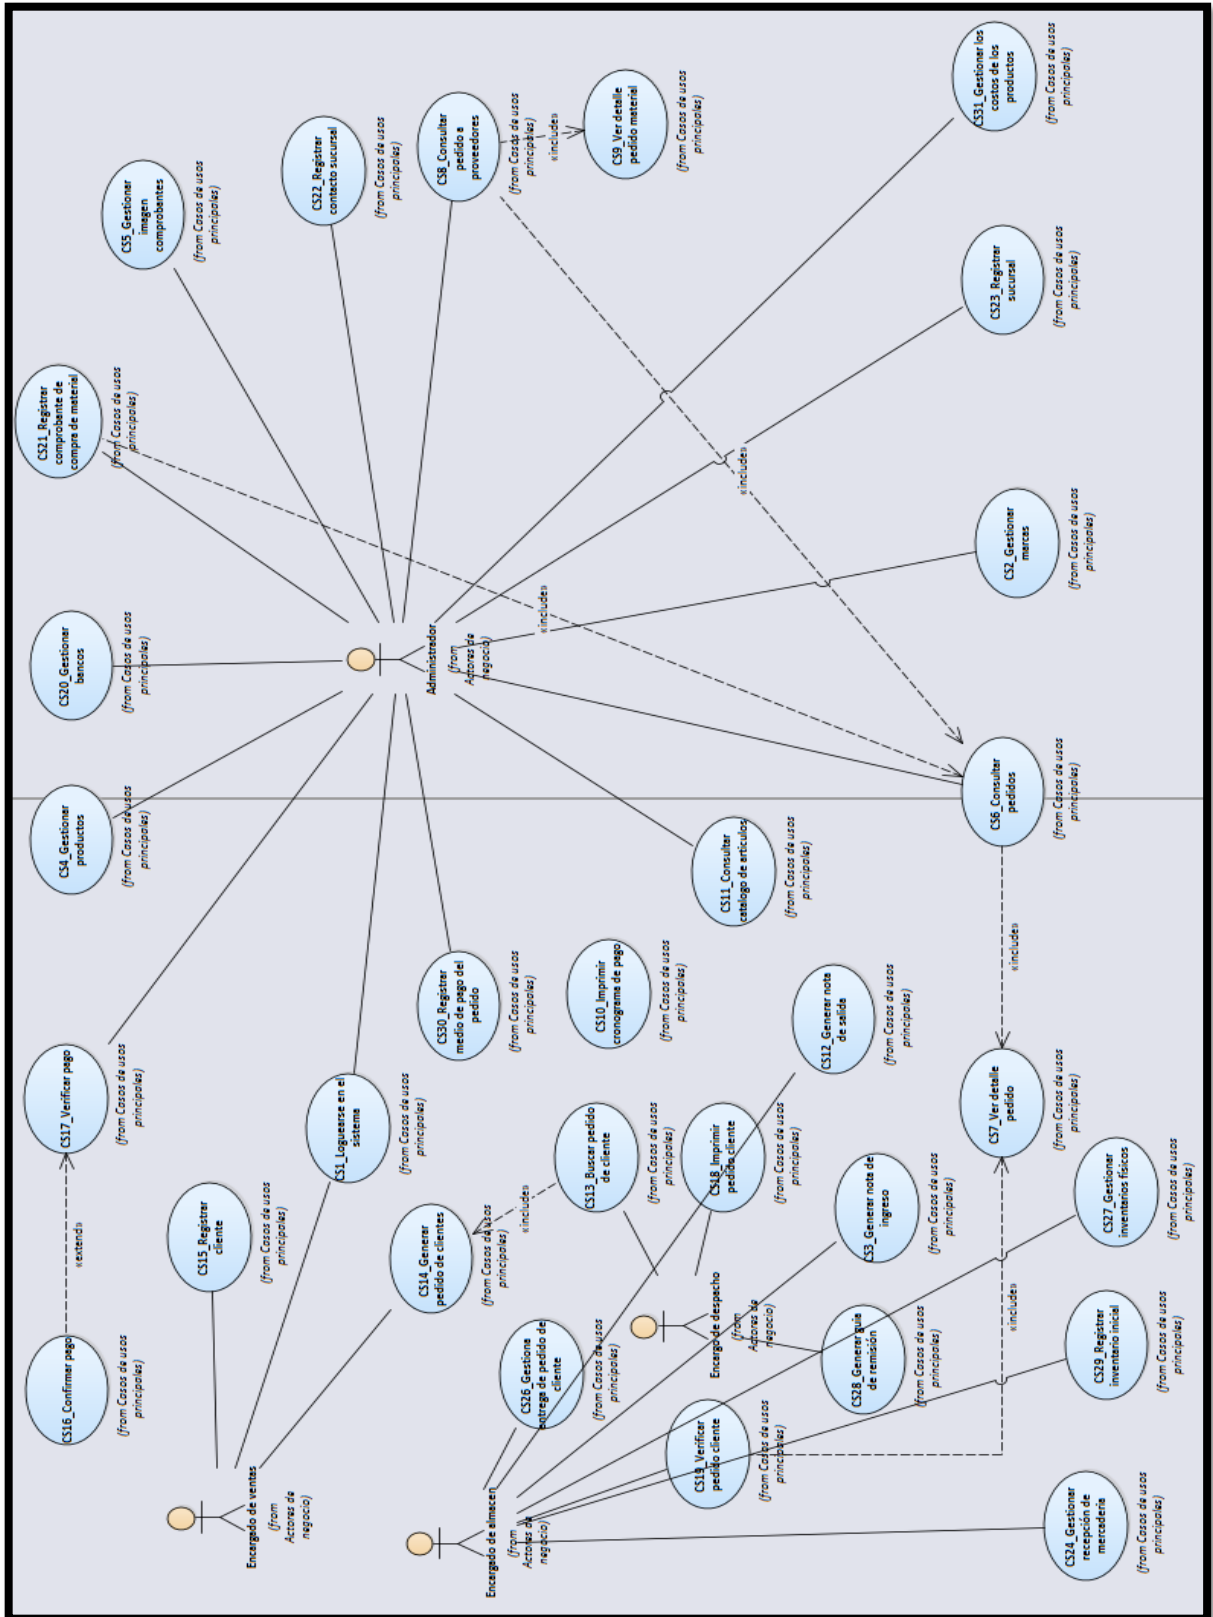 CS16_Confirmar pago
(from Casos de usos
principales)
«extend»
CS17_Verificar pago
(from Casos de usos
principales)
CS4_Gestionar
productos
(from Casos de usos
principales)
CS20_Gestionar
bancos
(from Casos de usos
principales)
CS21_Registrar
comprobante de
compra de material
(from Casos de usos
principales)
CS5_Gestionar
imagen
comprobantes
(from Casos de usos
principales)
Encargado de ventas
(from
Actores de
negocio)
CS15_Registrar
cliente
(from Casos de usos
principales)
CS1_Loguearse en el
sistema
(from Casos de usos
principales)
CS22_Registrar
contacto sucursal
(from Casos de usos
principales)
CS14_Generar
pedido de clientes
(from Casos de usos
principales)
«include»
CS30_Registrar
medio de pago del
pedido
(from Casos de usos
principales)
Administrador
(from
Actores de
negocio)
«include»
CS8_Consultar
pedido a
proveedores
(from Casos de usos
principales)
«include»
CS9_Ver detalle
pedido material
(from Casos de usos
principales)
Encargado de almacen
(from
Actores de
negocio)
CS26_Gestiona
entrega de pedido de
cliente
(from Casos de usos
principales)
CS13_Buscar pedido
de cliente
(from Casos de usos
principales)
CS10_Imprimir
cronograma de pago
(from Casos de usos
principales)
CS19_Verificar
pedido cliente
(from Casos de usos
principales)
Encargo de despacho
(from
Actores de
negocio)
CS18_Imprimir
pedido cliente
(from Casos de usos
principales)
CS11_Consultar
catalogo de articulos
(from Casos de usos
principales)
«include»
CS28_Generar guia
de remisión
(from Casos de usos
principales)
CS3_Generar nota de
ingreso
(from Casos de usos
principales)
CS12_Generar nota
de salida
(from Casos de usos
principales)
CS31_Gestionar los
costos de los
productos
(from Casos de usos
principales)
CS7_Ver detalle
pedido
(from Casos de usos
principales)
«include»
«include»
CS6_Consultar
pedidos
(from Casos de usos
principales)
CS2_Gestionar
marcas
(from Casos de usos
principales)
CS23_Registrar
sucursal
(from Casos de usos
principales)
CS24_Gestionar
recepción de
mercaderia
(from Casos de usos
principales)
CS29_Registrar
inventario inicial
(from Casos de usos
principales)
CS27_Gestionar
inventarios físicos
(from Casos de usos
principales)